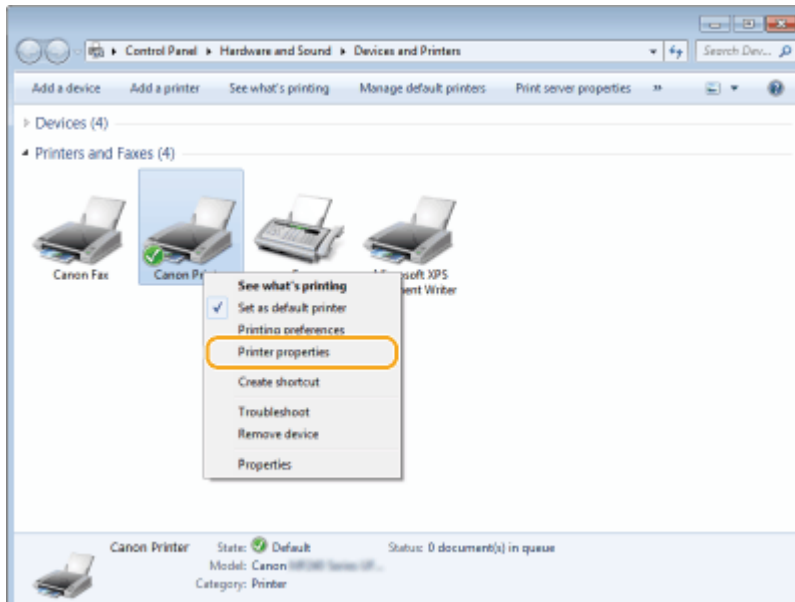 Control Panel ▸ Hardware and Sound ▸ Devices and Printers
Search Dev...
Add a device Add a printer See what's printing Manage default printers Print server properties »
Devices (4)
Printers and Faxes (4)
Canon Fax Canon Pri soft XPS
ent Writer
See what's printing
Set as default printer
Printing preferences
Printer properties
Create shortcut
Troubleshoot
Remove device
Properties
Canon Printer State: Default Status: 0 document(s) in queue
Model: Canon
Category: Printer